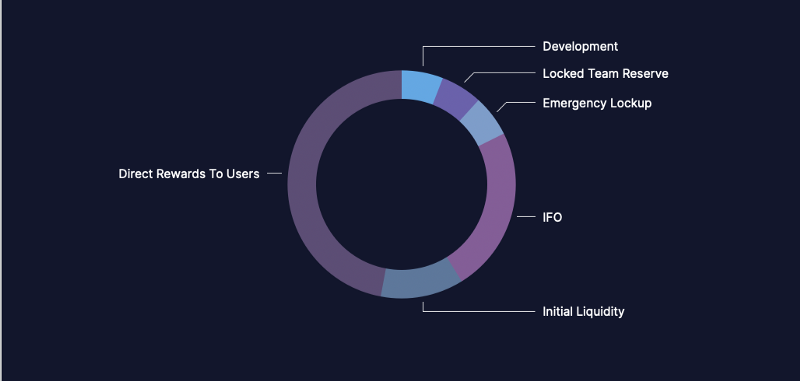 Development
Locked Team Reserve
Emergency Lockup
Direct Rewards To Users
IFO
Initial Liquidity